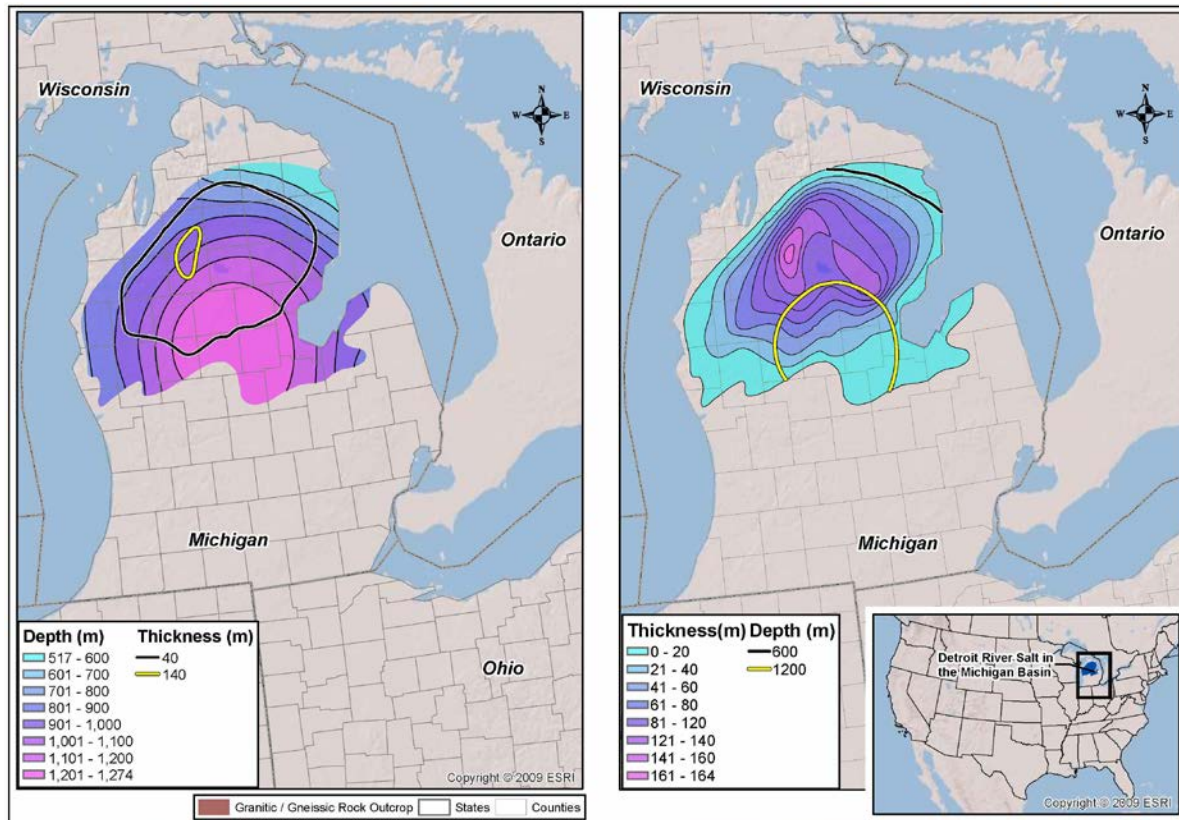 Wisconsin
N
W E
S
Ontario
Michigan
Ohio
Depth (m)
517 - 600
601 - 700
701 - 800
801 - 900
901 - 1,000
1,001 - 1,100
1,101 - 1,200
1,201 - 1,274
Thickness (m)
40
140
Copyright © 2009 ESRI
Granitic / Gneissic Rock Outcrop
States
Counties
Wisconsin
N
W E
S
Ontario
Michigan
Thickness(m)
0 - 20
21 - 40
41 - 60
61 - 80
81 - 120
121 - 140
141 - 160
161 - 164
Depth (m)
600
1200
Detroit River Salt in
the Michigan Basin
Copyright © 2009 ESRI